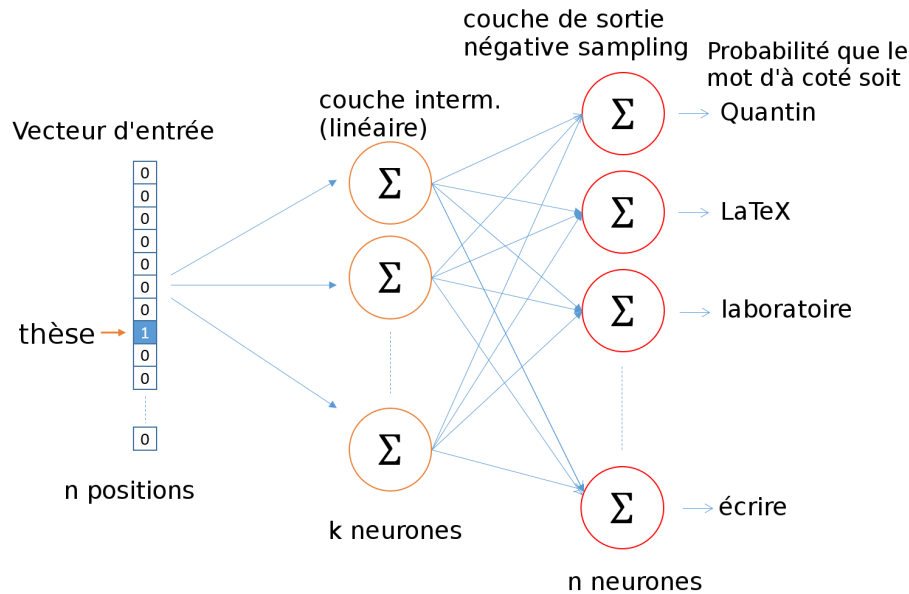 couche de sortie
négative sampling
Probabilité que le
mot d'à coté soit
couche interm.
(linéaire)
Vecteur d'entrée
0
0
0
0
0
0
0
thèse
1
0
0
0
n positions
Σ
Σ
Σ
k neurones
Σ
Quantin
Σ
LaTeX
Σ
laboratoire
Σ
écrire
n neurones